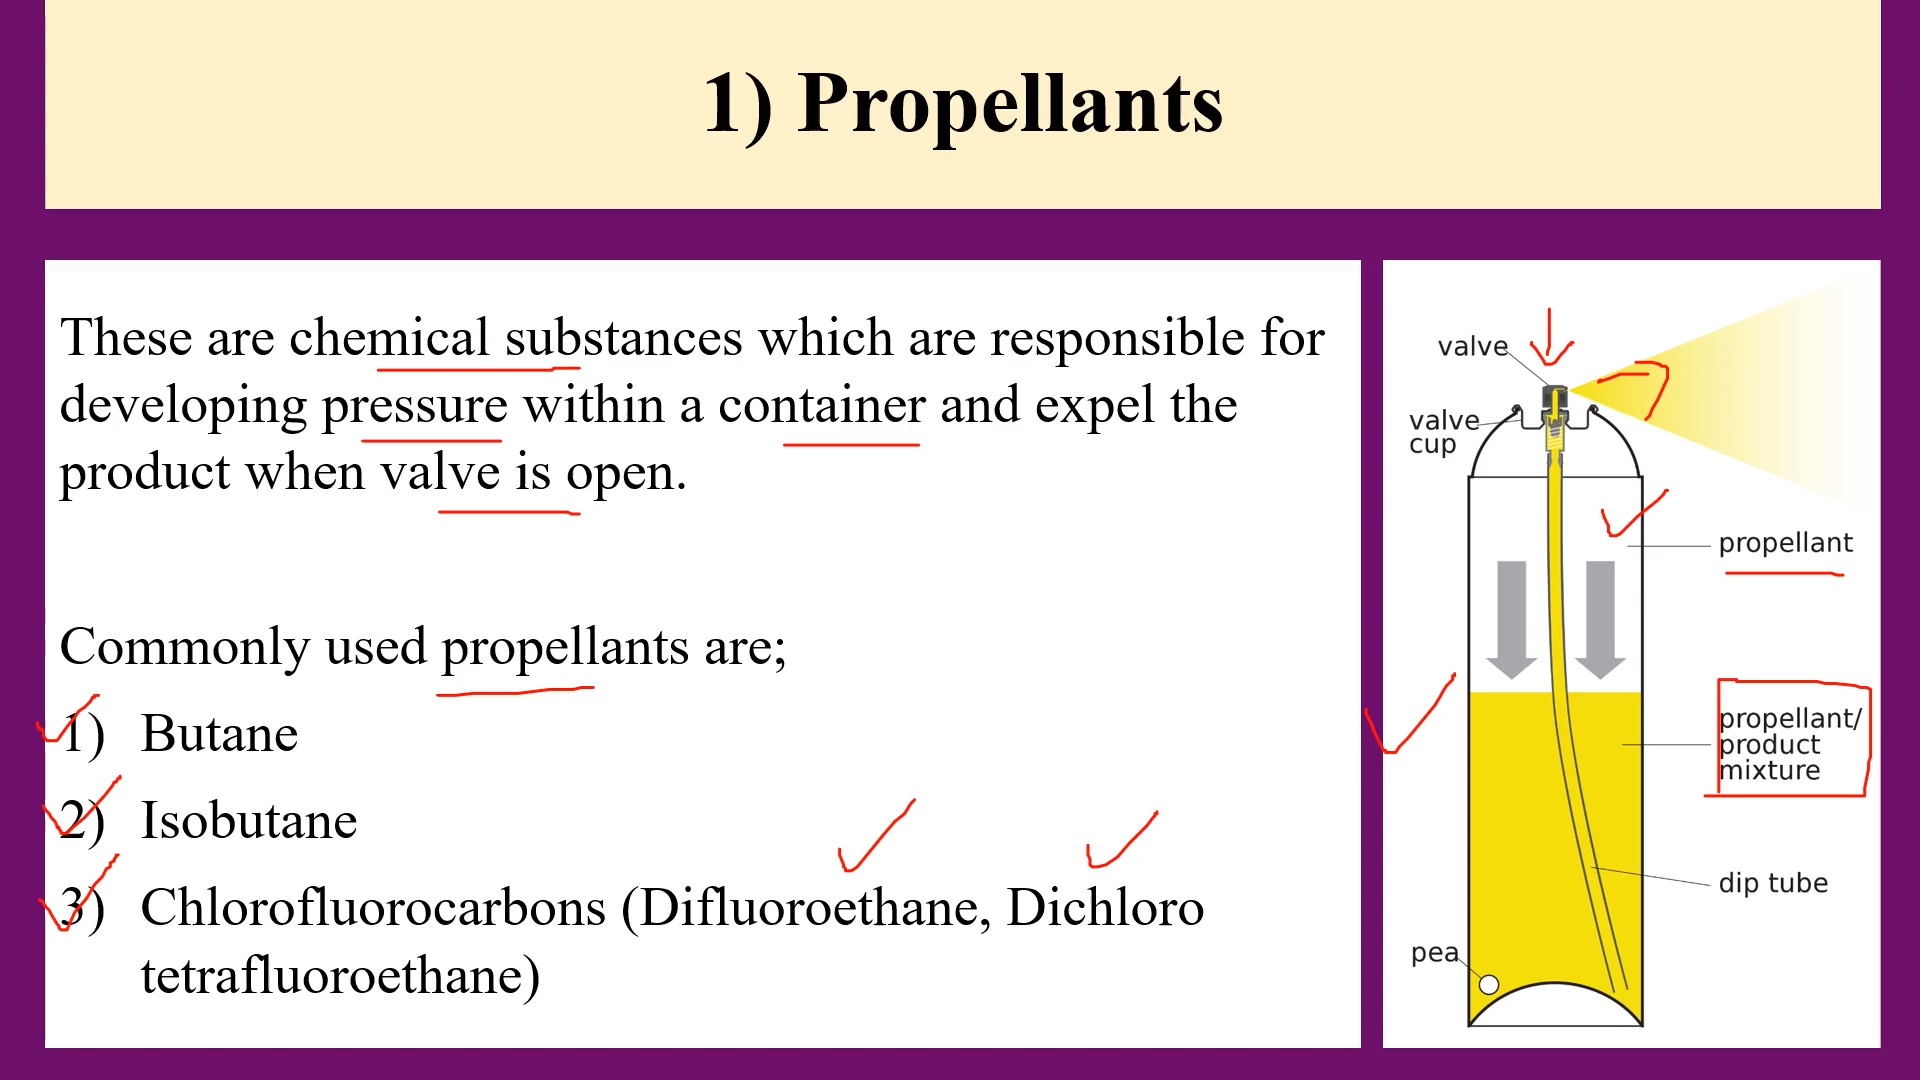 1) Propellants
These are chemical substances which are responsible for
developing pressure within a container and expel the
product when valve is open.
Commonly used propellants are;
1) Butane
2) Isobutane
3) Chlorofluorocarbons (Difluoroethane, Dichloro
tetrafluoroethane)
valve
valve
cup
propellant
propellant/
product
mixture
dip tube
pea